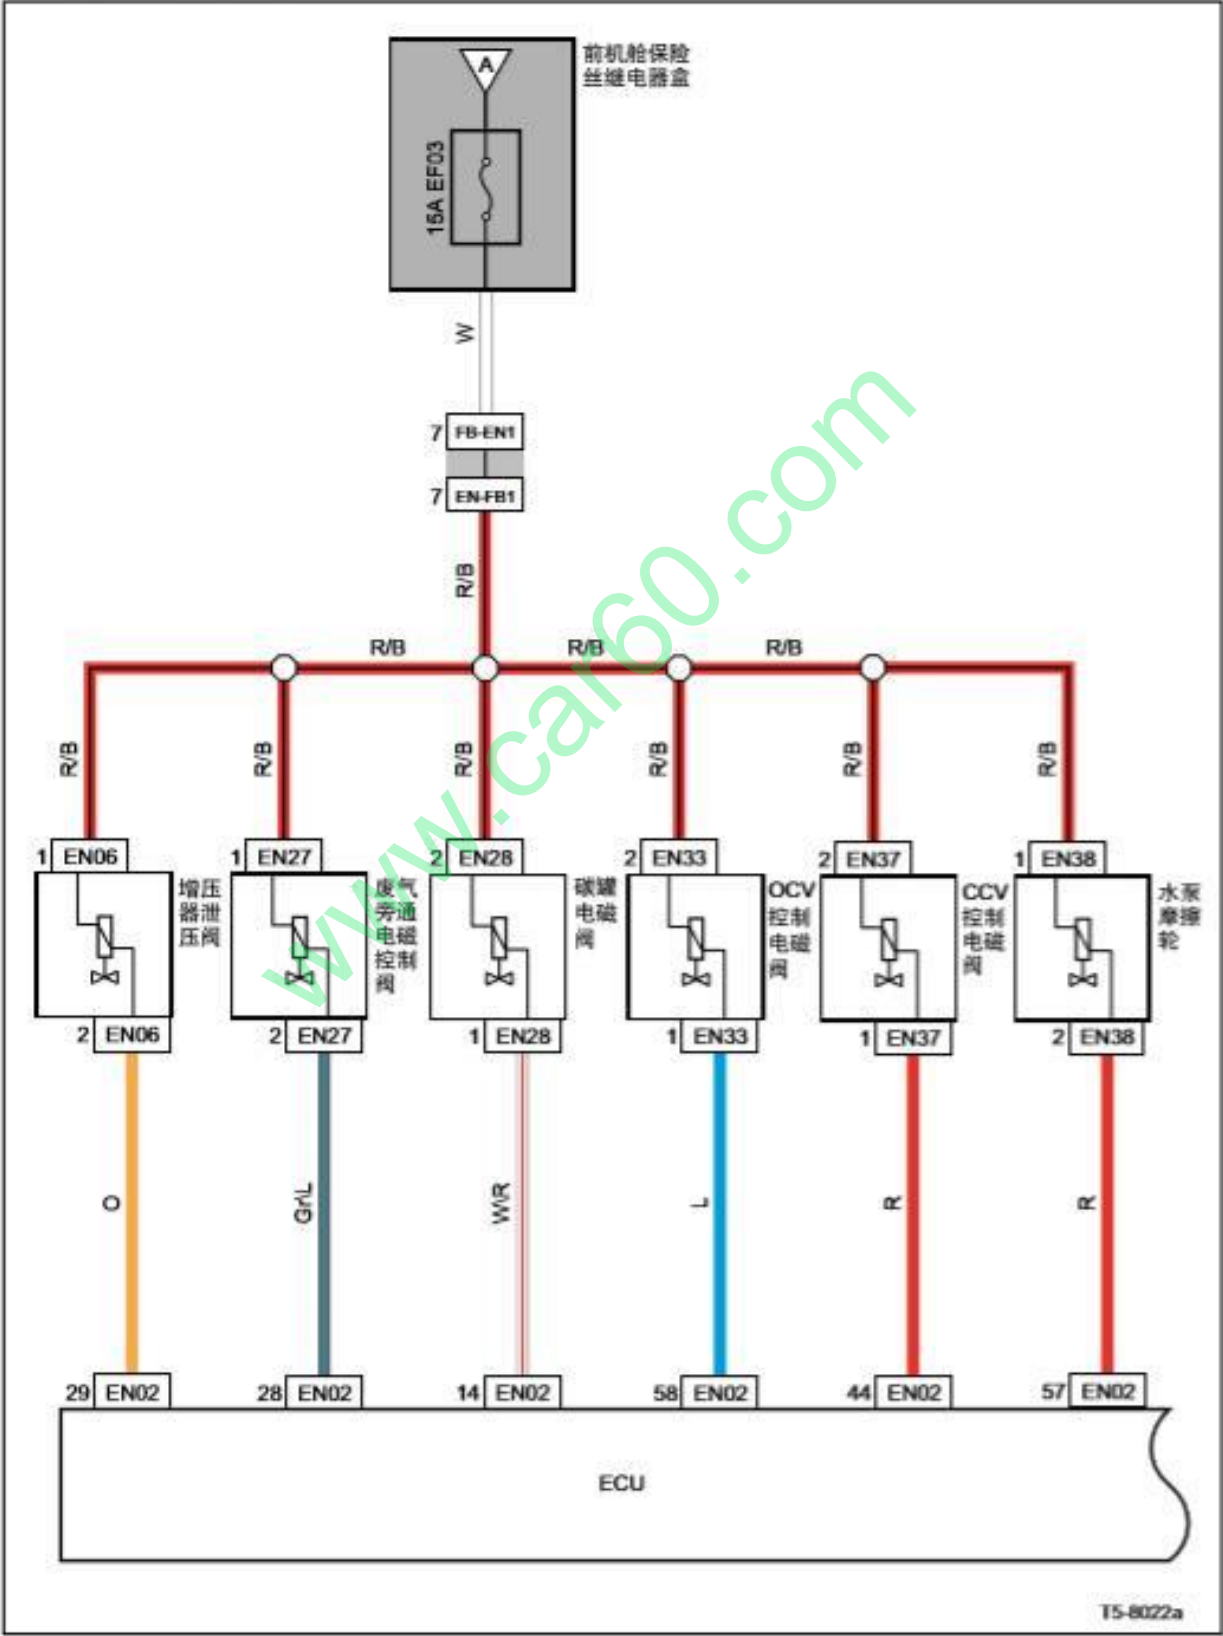 A
前机舱保险
丝继电器盒
15A EF03
W
7 FB-EN1
7 EN-FB1
R/B
R/B R/B R/B
R/B R/B R/B R/B R/B R/B
1 EN06 1 EN27 2 EN28 2 EN33 2 EN37 1 EN38
增压
器泄
压阀
废气
旁通
电磁
控制
阀
碳罐
电磁
阀
OCV
控制
电磁
阀
CCV
控制
电磁
阀
水泵
摩擦
轮
2 EN06 2 EN27 1 EN28 1 EN33 1 EN37 2 EN38
O Gr\L W\R L R R
29 EN02 28 EN02 14 EN02 58 EN02 44 EN02 57 EN02
ECU
T5-8022a
www.car60.com